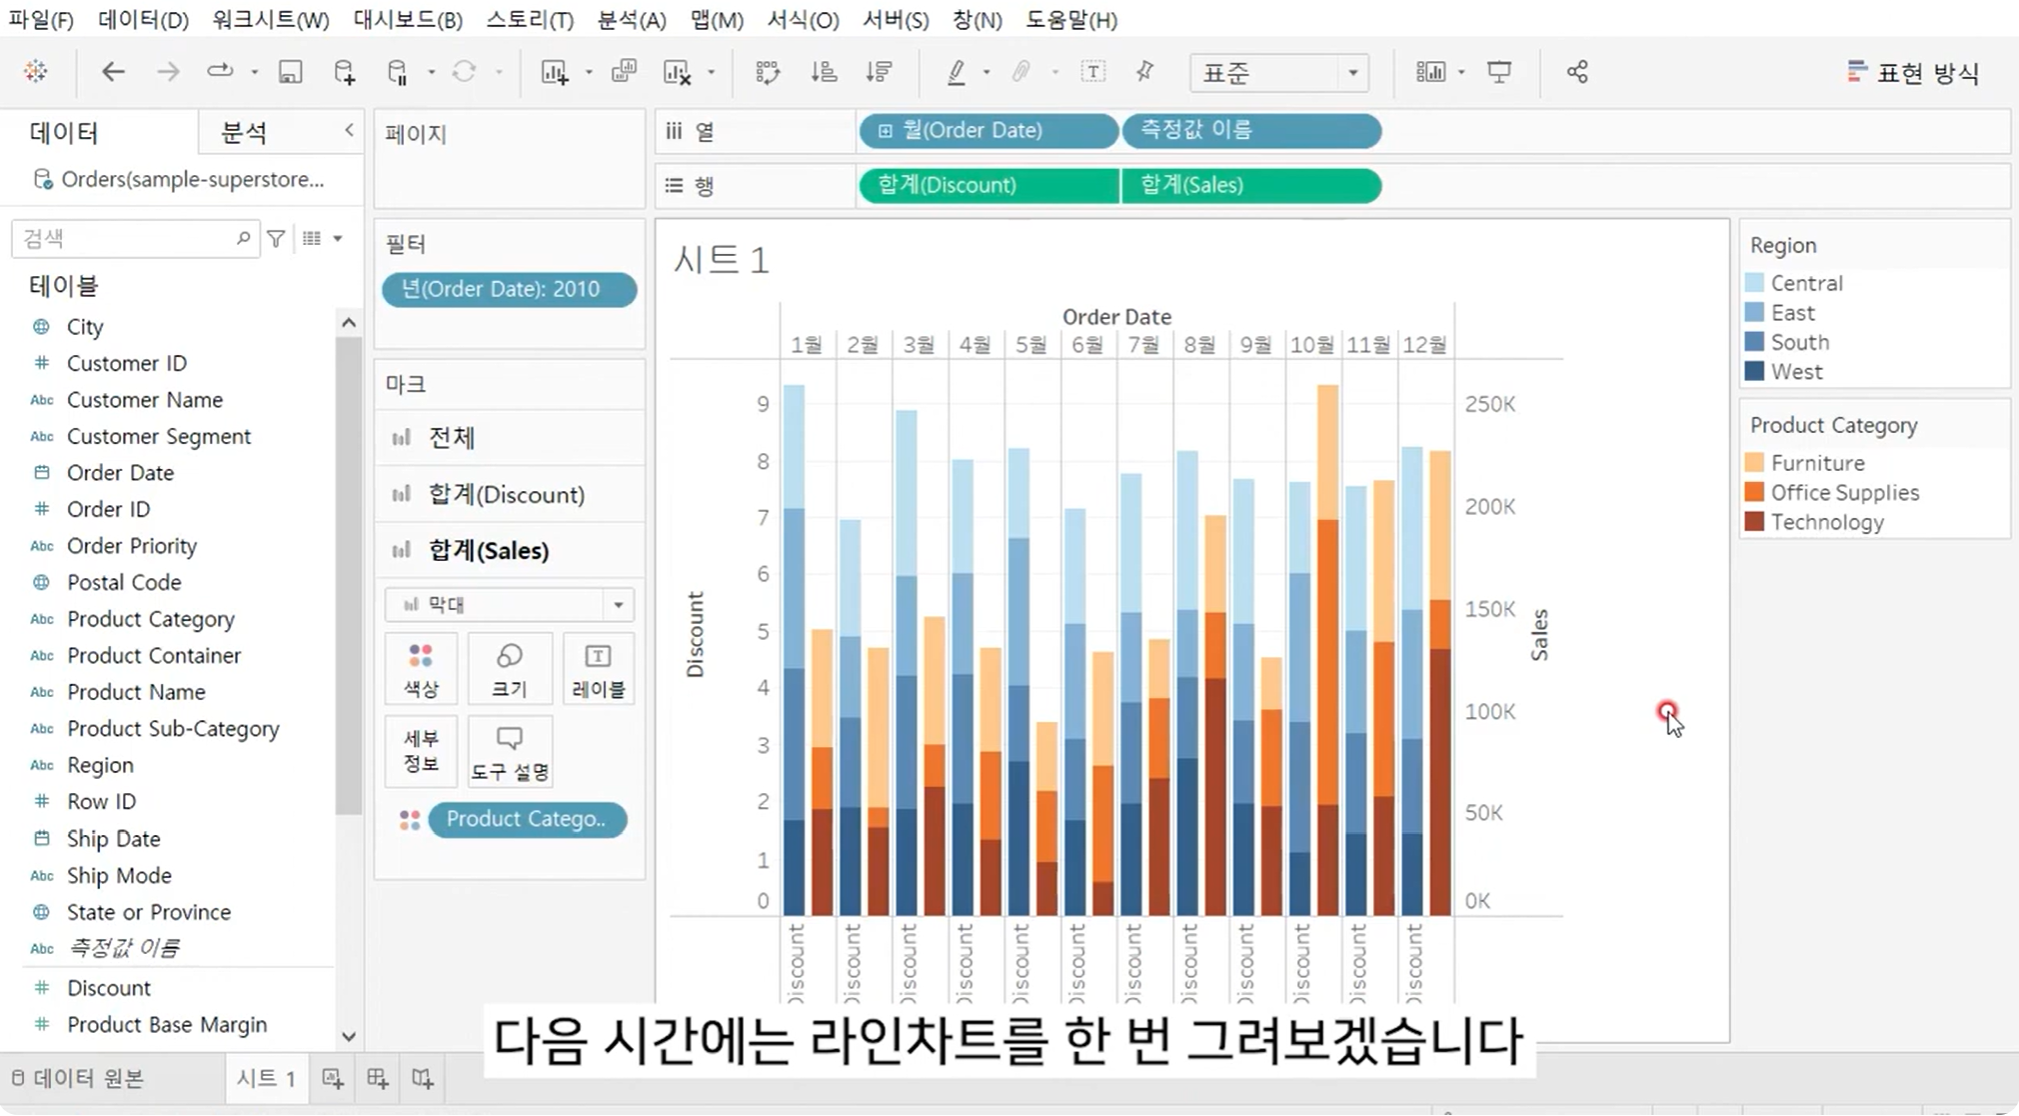 파일(F) 데이터(D) 워크시트(W) 대시보드(B) 스토리(T) 분석(A) 맵(M) 서식(O) 서버(S) 창(N) 도움말(H)
표준
표현 방식
데이터 분석
Orders(sample-superstore...
검색
테이블
City
Customer ID
Abc Customer Name
Abc Customer Segment
Order Date
Order ID
Abc Order Priority
Postal Code
Abc Product Category
Abc Product Container
Abc Product Name
Abc Product Sub-Category
Abc Region
Row ID
Ship Date
Abc Ship Mode
State or Province
Abc 측정값 이름
Discount
Product Base Margin
페이지
필터
년(Order Date): 2010
마크
전체
합계(Discount)
합계(Sales)
막대
색상 크기 레이블
세부 정보 도구 설명
Product Catego..
iii 열 월(Order Date) 측정값 이름
행 합계(Discount) 합계(Sales)
시트 1
Order Date
1월 2월 3월 4월 5월 6월 7월 8월 9월 10월 11월 12월
Discount
9
8
7
6
5
4
3
2
1
0
250K
200K
150K
100K
50K
0K
Sales
Discount Discount Discount Discount Discount Discount Discount Discount Discount Discount Discount Discount
Region
Central
East
South
West
Product Category
Furniture
Office Supplies
Technology
다음 시간에는 라인차트를 한 번 그려보겠습니다
데이터 원본 시트 1